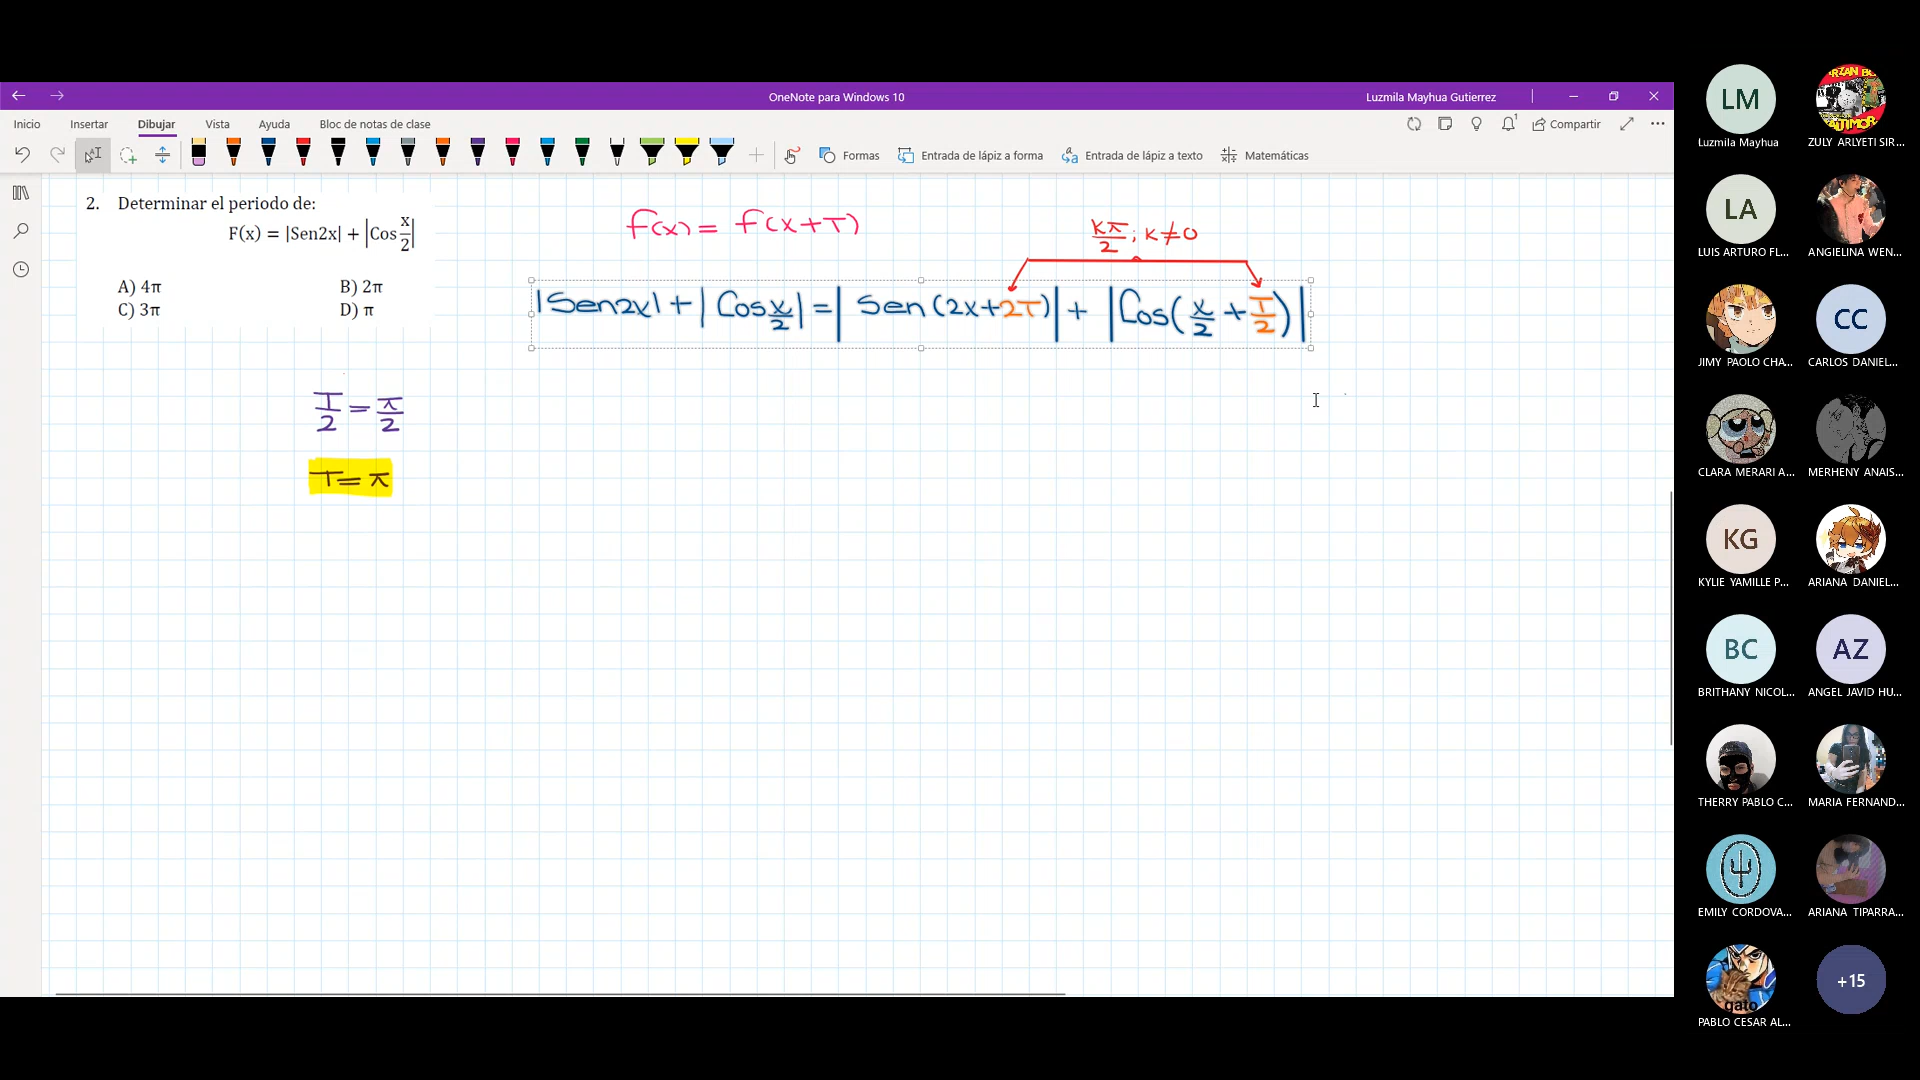 OneNote para Windows 10
Luzmila Mayhua Gutierrez
Inicio Insertar Dibujar Vista Ayuda Bloc de notas de clase
Compartir
Formas Entrada de lápiz a forma Entrada de lápiz a texto Matemáticas
2. Determinar el periodo de:
F(x) = |Sen2x| + |Cos x/2|
A) 4π B) 2π
C) 3π D) π
f(x) = f(x+T)
kπ/2 ; k≠0
|Sen2x| + |Cos x/2| = |Sen(2x+2T)| + |Cos(x/2 + T/2)|
T/2 = π/2
T = π
LM
Luzmila Mayhua
ZULY ARLYETI SIR...
LA
LUIS ARTURO FL...
ANGELINA WEN...
JIMY PAOLO CHA...
CC
CARLOS DANIEL...
CLARA MERARI A...
MERHENY ANAIS...
KG
KYLIE YAMILLE P...
ARIANA DANIEL...
BC
BRITHANY NICOL...
AZ
ANGEL JAVID HU...
THERRY PABLO C...
MARIA FERNAND...
EMILY CORDOVA...
ARIANA TIPARRA...
gato
PABLO CESAR AL...
+15